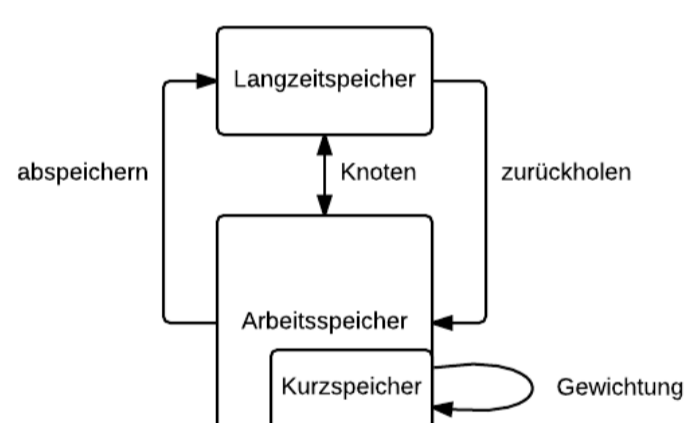 Langzeitspeicher
abspeichern
Knoten
zurückholen
Arbeitsspeicher
Kurzspeicher
Gewichtung